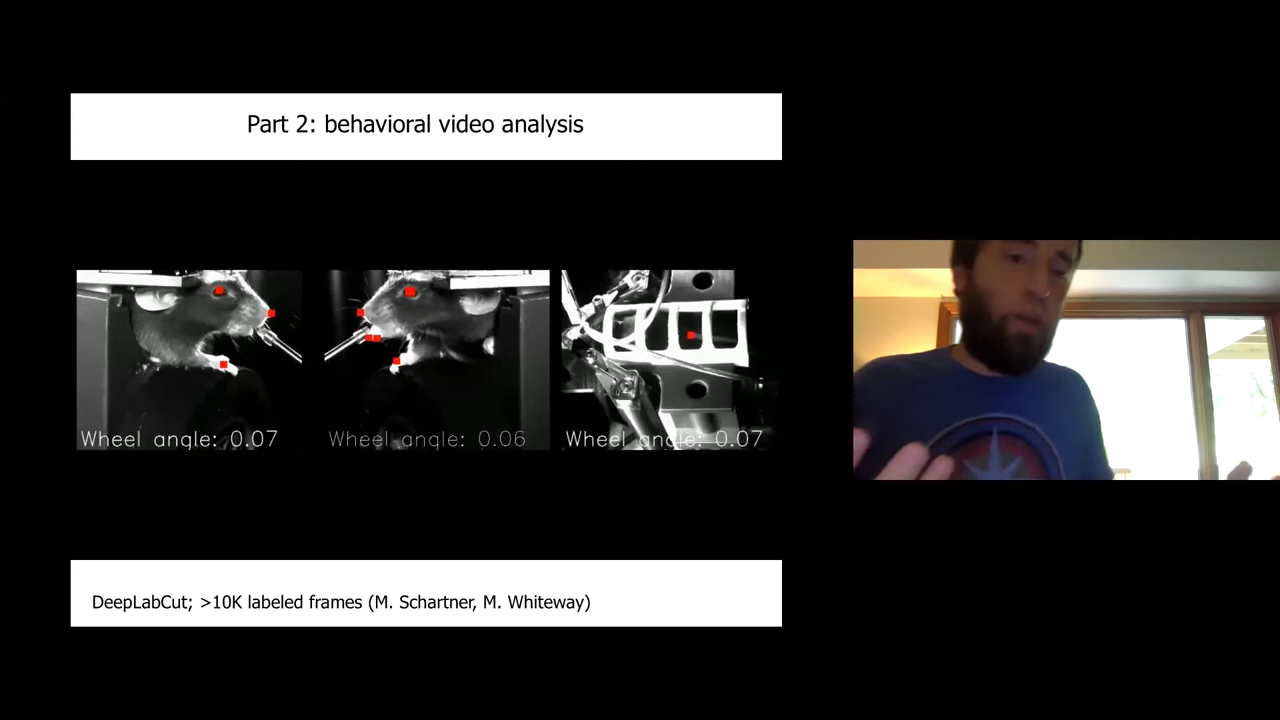 Part 2: behavioral video analysis
Wheel angle: 0.07
Wheel angle: 0.06
Wheel angle: 0.07
DeepLabCut; >10K labeled frames (M. Schartner, M. Whiteway)